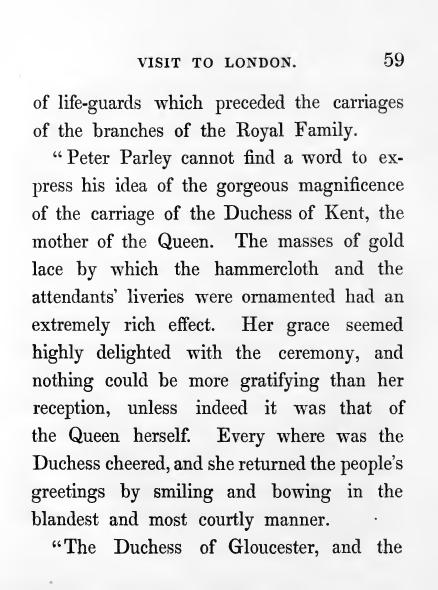 VISIT TO LONDON. 59
of life-guards which preceded the carriages
of the branches of the Royal Family.
“Peter Parley cannot find a word to ex-
press his idea of the gorgeous magnificence
of the carriage of the Duchess of Kent, the
mother of the Queen. The masses of gold
lace by which the hammercloth and the
attendants’ liveries were ornamented had an
extremely rich effect. Her grace seemed
highly delighted with the ceremony, and
nothing could be more gratifying than her
reception, unless indeed it was that of
the Queen herself. Every where was the
Duchess cheered, and she returned the people’s
greetings by smiling and bowing in the
blandest and most courtly manner.
“The Duchess of Gloucester, and the